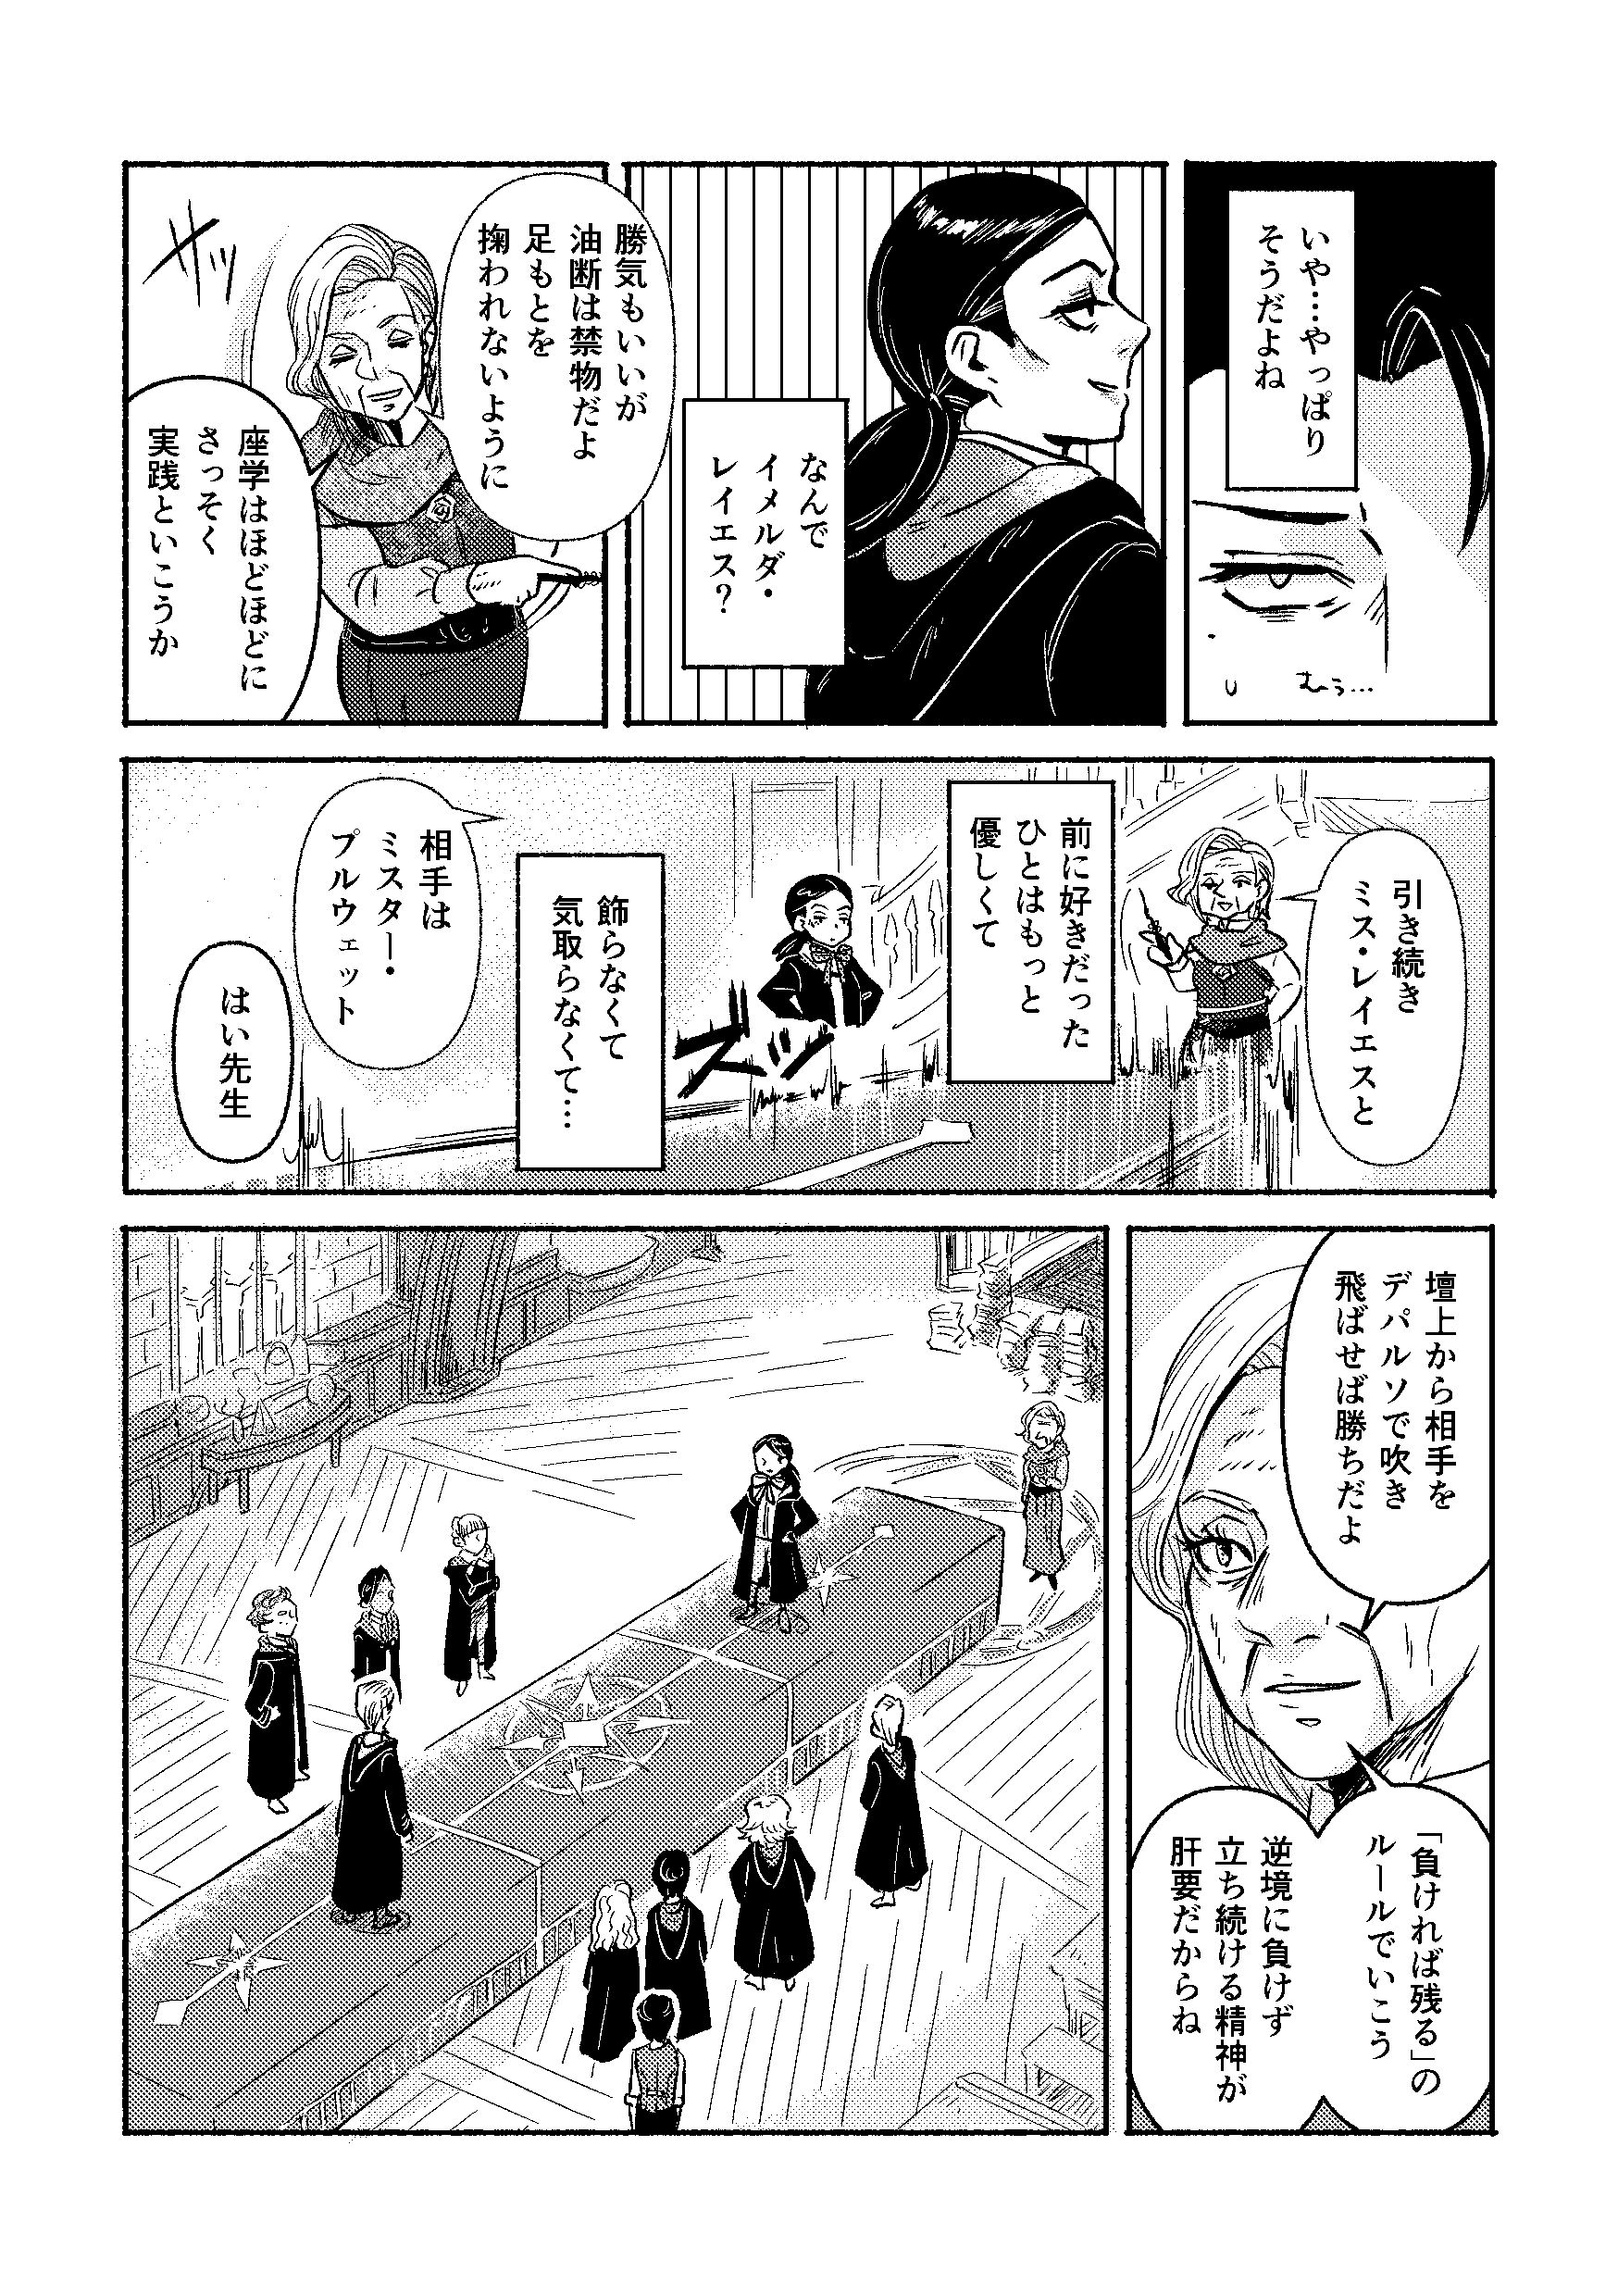 いや…やっぱり
そうだよね
むぅ…
なんで
イメルダ・
レイエス？
勝気もいいが
油断は禁物だよ
足もとを
掬われないように
サッ
座学はほどほどに
さっそく
実践といこうか
引き続き
ミス・レイエスと
前に好きだった
ひとはもっと
優しくて
ズッ
飾らなくて
気取らなくて…
相手は
ミスター・
プルウェット
はい先生
壇上から相手を
デパルソで吹き
飛ばせば勝ちだよ
「負ければ残る」の
ルールでいこう
逆境に負けず
立ち続ける精神が
肝要だからね